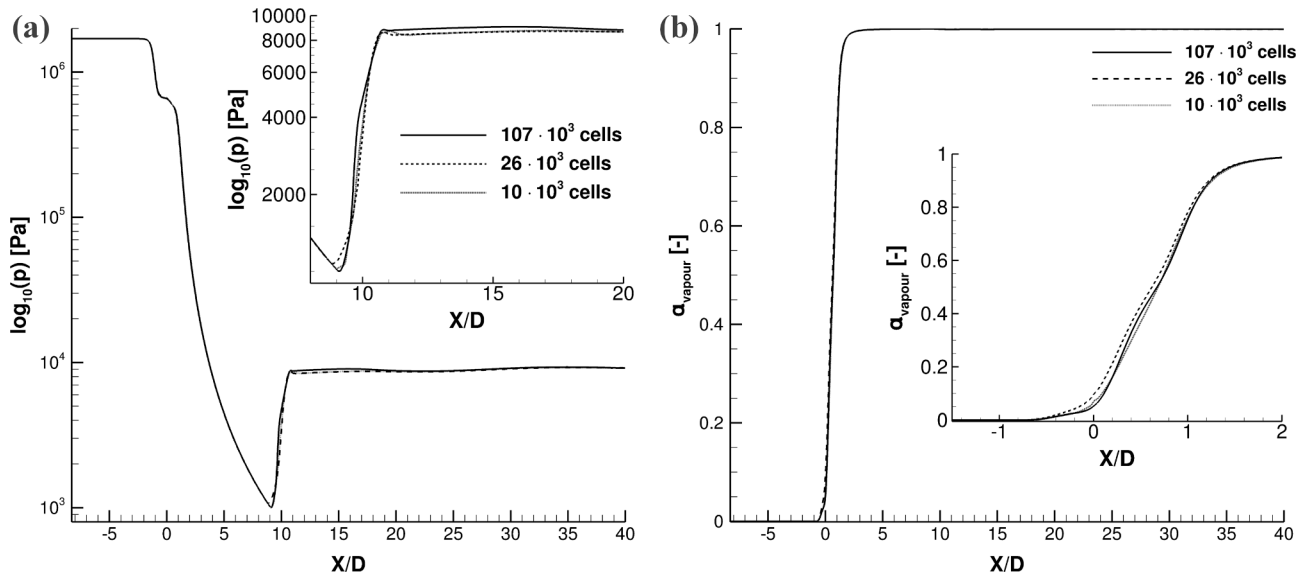 (a)
log₁₀(p) [Pa]
10⁶
10⁵
10⁴
10³
-5 0 5 10 15 20 25 30 35 40
X/D
log₁₀(p) [Pa]
10000
8000
6000
4000
2000
10 15 20
X/D
107 · 10³ cells
26 · 10³ cells
10 · 10³ cells
(b)
αvapour [-]
1
0.8
0.6
0.4
0.2
0
-5 0 5 10 15 20 25 30 35 40
X/D
107 · 10³ cells
26 · 10³ cells
10 · 10³ cells
αvapour [-]
1
0.8
0.6
0.4
0.2
0
-1 0 1 2
X/D